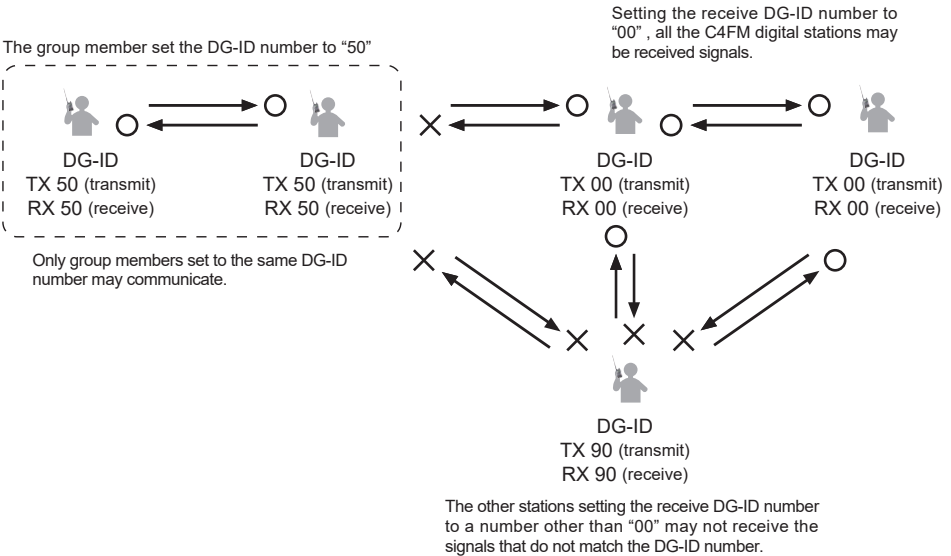 Setting the receive DG-ID number to
“00” , all the C4FM digital stations may
be received signals.
The group member set the DG-ID number to “50”
DG-ID
TX 50 (transmit)
RX 50 (receive)
DG-ID
TX 50 (transmit)
RX 50 (receive)
DG-ID
TX 00 (transmit)
RX 00 (receive)
DG-ID
TX 00 (transmit)
RX 00 (receive)
Only group members set to the same DG-ID
number may communicate.
DG-ID
TX 90 (transmit)
RX 90 (receive)
The other stations setting the receive DG-ID number
to a number other than “00” may not receive the
signals that do not match the DG-ID number.